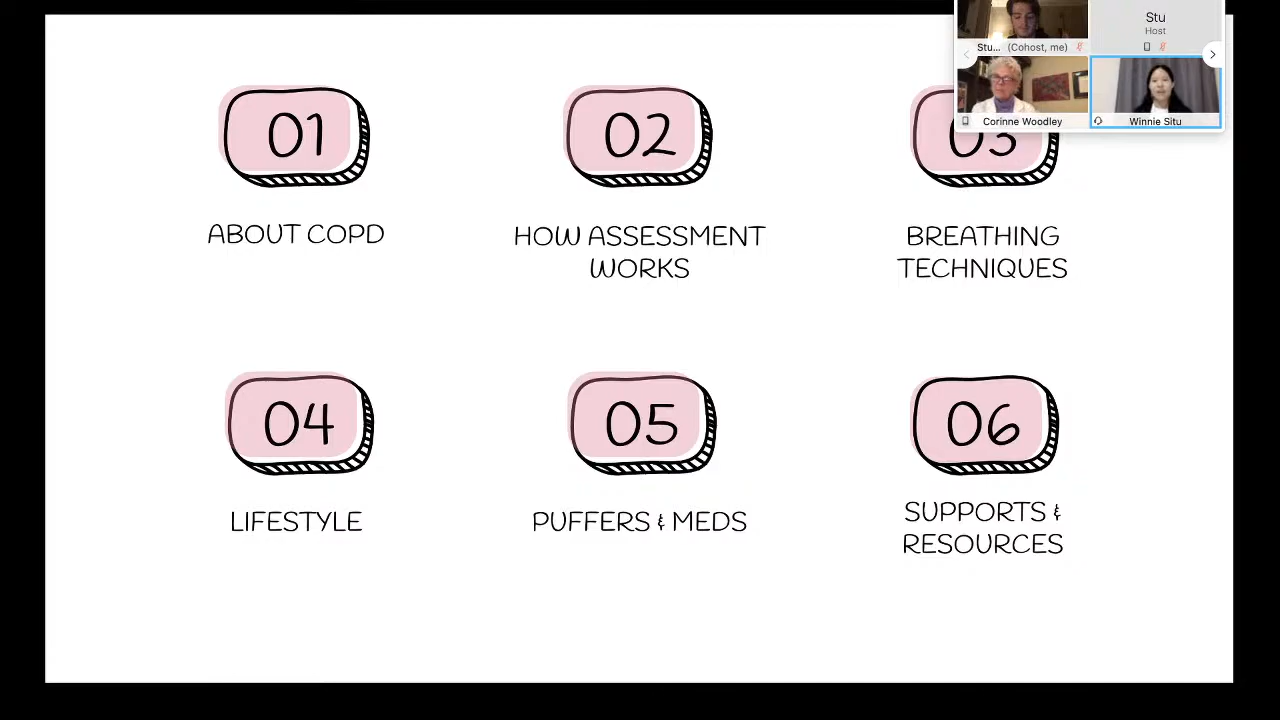 Stu
Host
Stu... (Cohost, me)
Corinne Woodley
Winnie Situ
01
02
03
ABOUT COPD
HOW ASSESSMENT
WORKS
BREATHING
TECHNIQUES
04
05
06
LIFESTYLE
PUFFERS & MEDS
SUPPORTS &
RESOURCES